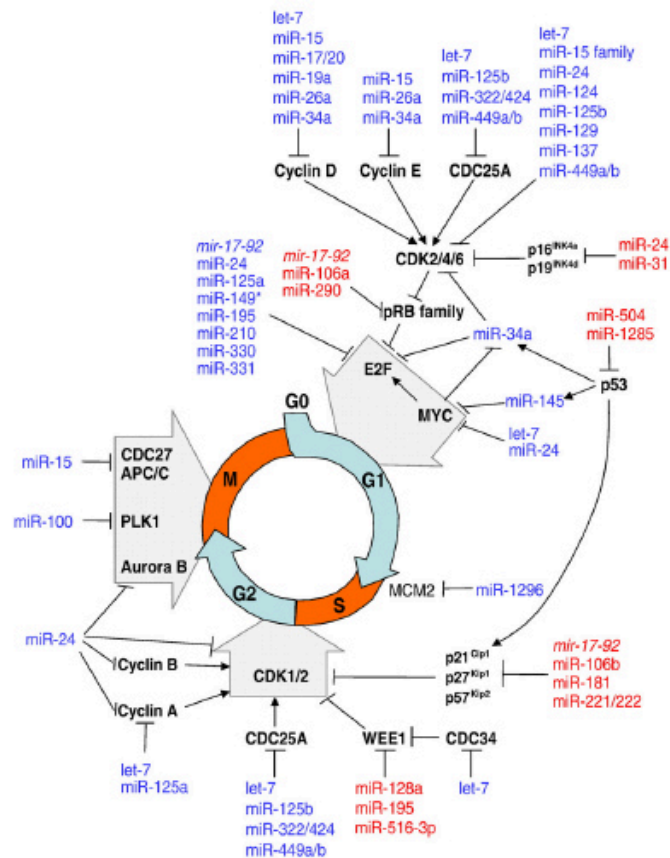 let-7
miR-15
miR-17/20
miR-19a
miR-26a
miR-34a
Cyclin D
miR-15
miR-26a
miR-34a
Cyclin E
let-7
miR-125b
miR-322/424
miR-449a/b
CDC25A
let-7
miR-15 family
miR-24
miR-124
miR-125b
miR-129
miR-137
miR-449a/b
CDK2/4/6
p16INK4a
p19INK4d
miR-24
miR-31
mir-17-92
miR-24
miR-125a
miR-149*
miR-195
miR-210
miR-330
miR-331
mir-17-92
miR-106a
miR-290
pRB family
miR-34a
miR-504
miR-1285
p53
E2F
MYC
miR-145
let-7
miR-24
G0
G1
S
G2
M
miR-15
CDC27
APC/C
miR-100
PLK1
Aurora B
MCM2
miR-1296
miR-24
Cyclin B
Cyclin A
CDK1/2
p21Cip1
p27Kip1
p57Kip2
mir-17-92
miR-106b
miR-181
miR-221/222
let-7
miR-125a
CDC25A
let-7
miR-125b
miR-322/424
miR-449a/b
WEE1
miR-128a
miR-195
miR-516-3p
CDC34
let-7